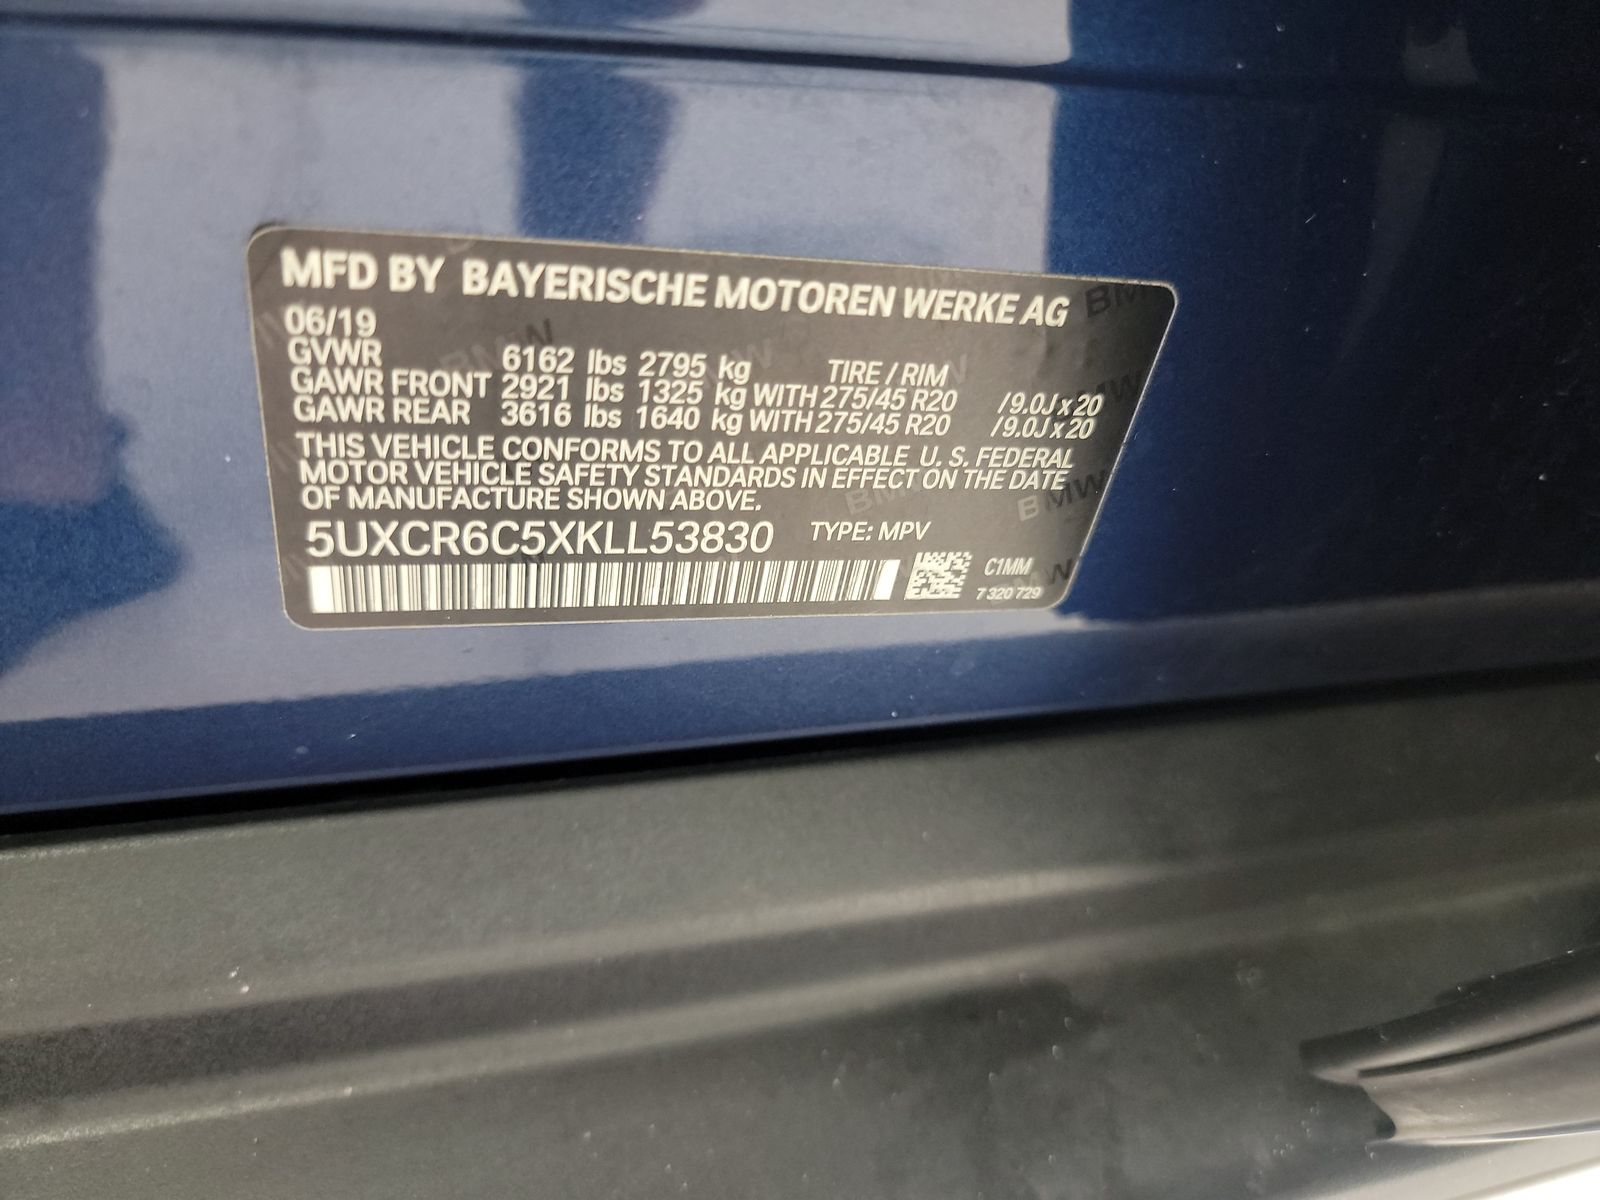 MFD BY BAYERISCHE MOTOREN WERKE AG
06/19
GVWR 6162 lbs 2795 kg TIRE / RIM
GAWR FRONT 2921 lbs 1325 kg WITH 275/45 R20 /9.0J x 20
GAWR REAR 3616 lbs 1640 kg WITH 275/45 R20 /9.0J x 20
THIS VEHICLE CONFORMS TO ALL APPLICABLE U. S. FEDERAL
MOTOR VEHICLE SAFETY STANDARDS IN EFFECT ON THE DATE
OF MANUFACTURE SHOWN ABOVE.
5UXCR6C5XKLL53830 TYPE: MPV
C1MM
7 320 729